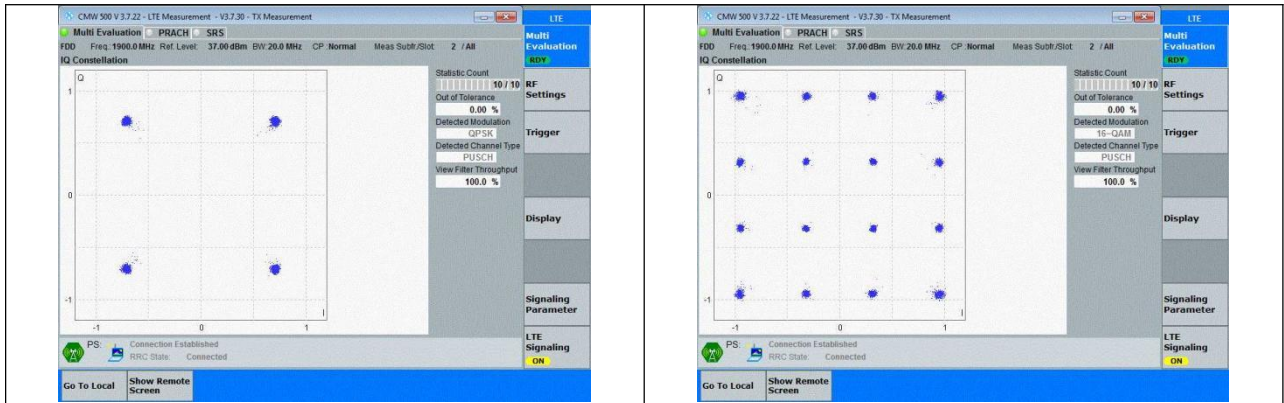 CMW 500 V 3.7.22 - LTE Measurement - V3.7.30 - TX Measurement
LTE
Multi Evaluation PRACH SRS
Multi Evaluation
RDY
FDD Freq.:1900.0 MHz Ref. Level: 37.00 dBm BW:20.0 MHz CP :Normal Meas Subfr./Slot 2 / All
IQ Constellation
Q
1
0
-1
-1 0 1
I
Statistic Count
10 / 10
Out of Tolerance
0.00 %
Detected Modulation
QPSK
Detected Channel Type
PUSCH
View Filter Throughput
100.0 %
RF Settings
Trigger
Display
Signaling Parameter
LTE Signaling
ON
PS: Connection Established
RRC State: Connected
Go To Local
Show Remote Screen
CMW 500 V 3.7.22 - LTE Measurement - V3.7.30 - TX Measurement
LTE
Multi Evaluation PRACH SRS
Multi Evaluation
RDY
FDD Freq.:1900.0 MHz Ref. Level: 37.00 dBm BW:20.0 MHz CP :Normal Meas Subfr./Slot 2 / All
IQ Constellation
Q
1
0
-1
-1 0 1
I
Statistic Count
10 / 10
Out of Tolerance
0.00 %
Detected Modulation
16-QAM
Detected Channel Type
PUSCH
View Filter Throughput
100.0 %
RF Settings
Trigger
Display
Signaling Parameter
LTE Signaling
ON
PS: Connection Established
RRC State: Connected
Go To Local
Show Remote Screen